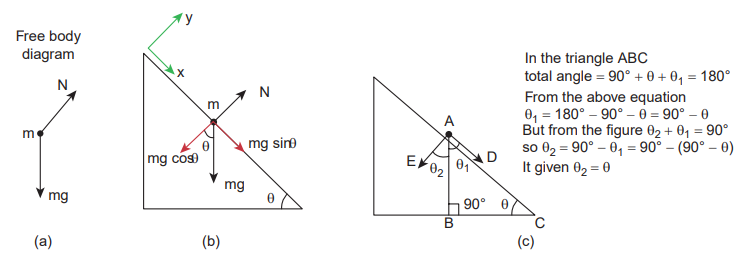 Free body
diagram
N
m
mg
(a)
y
x
m
N
θ
mg sinθ
mg cosθ
mg
θ
(b)
A
E
D
θ2
θ1
90°
θ
B
C
(c)
In the triangle ABC
total angle = 90° + θ + θ1 = 180°
From the above equation
θ1 = 180° – 90° – θ = 90° – θ
But from the figure θ2 + θ1 = 90°
so θ2 = 90° – θ1 = 90° – (90° – θ)
It given θ2 = θ